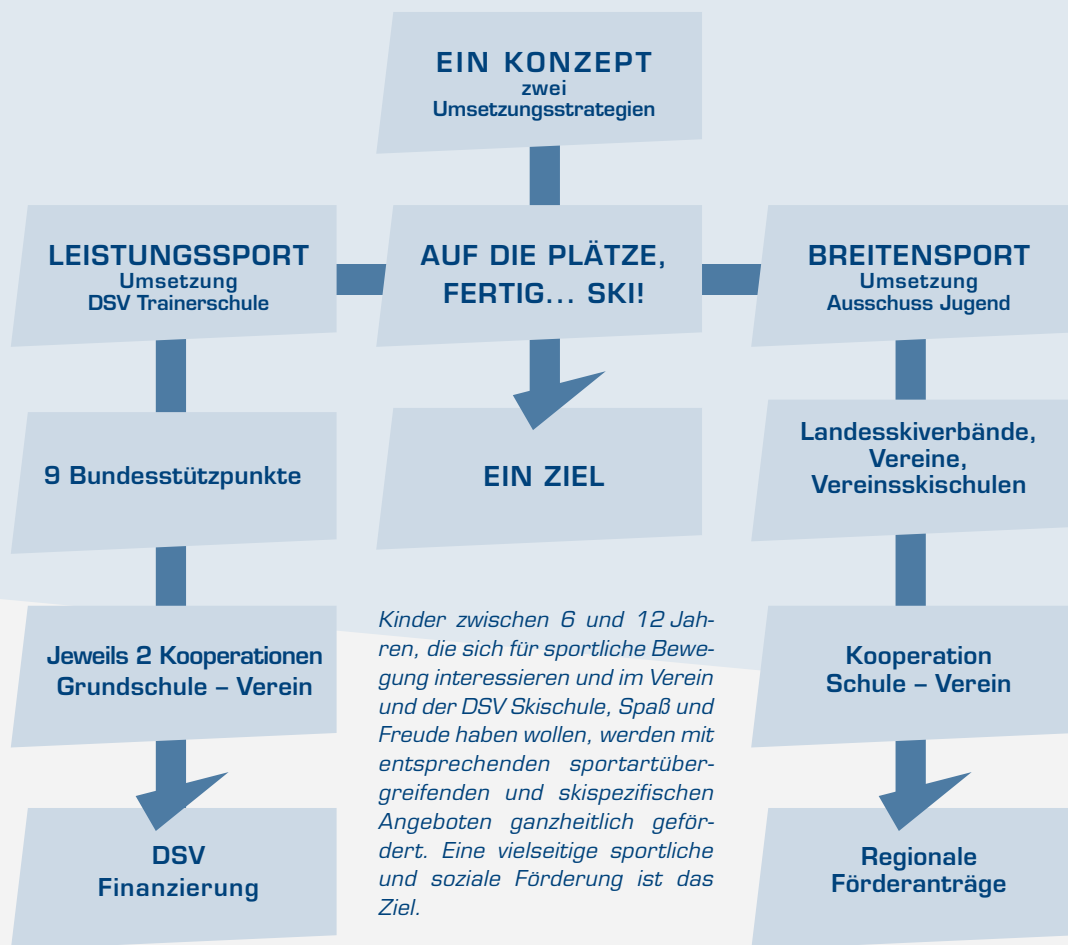 EIN KONZEPT
zwei
Umsetzungsstrategien
LEISTUNGSSPORT
Umsetzung
DSV Trainerschule
AUF DIE PLÄTZE,
FERTIG... SKI!
BREITENSPORT
Umsetzung
Ausschuss Jugend
9 Bundesstützpunkte
EIN ZIEL
Landesskiverbände,
Vereine,
Vereinsskischulen
Jeweils 2 Kooperationen
Grundschule – Verein
Kinder zwischen 6 und 12 Jah-
ren, die sich für sportliche Bewe-
gung interessieren und im Verein
und der DSV Skischule, Spaß und
Freude haben wollen, werden mit
entsprechenden sportartüber-
greifenden und skispezifischen
Angeboten ganzheitlich geför-
dert. Eine vielseitige sportliche
und soziale Förderung ist das
Ziel.
Kooperation
Schule – Verein
DSV
Finanzierung
Regionale
Förderanträge